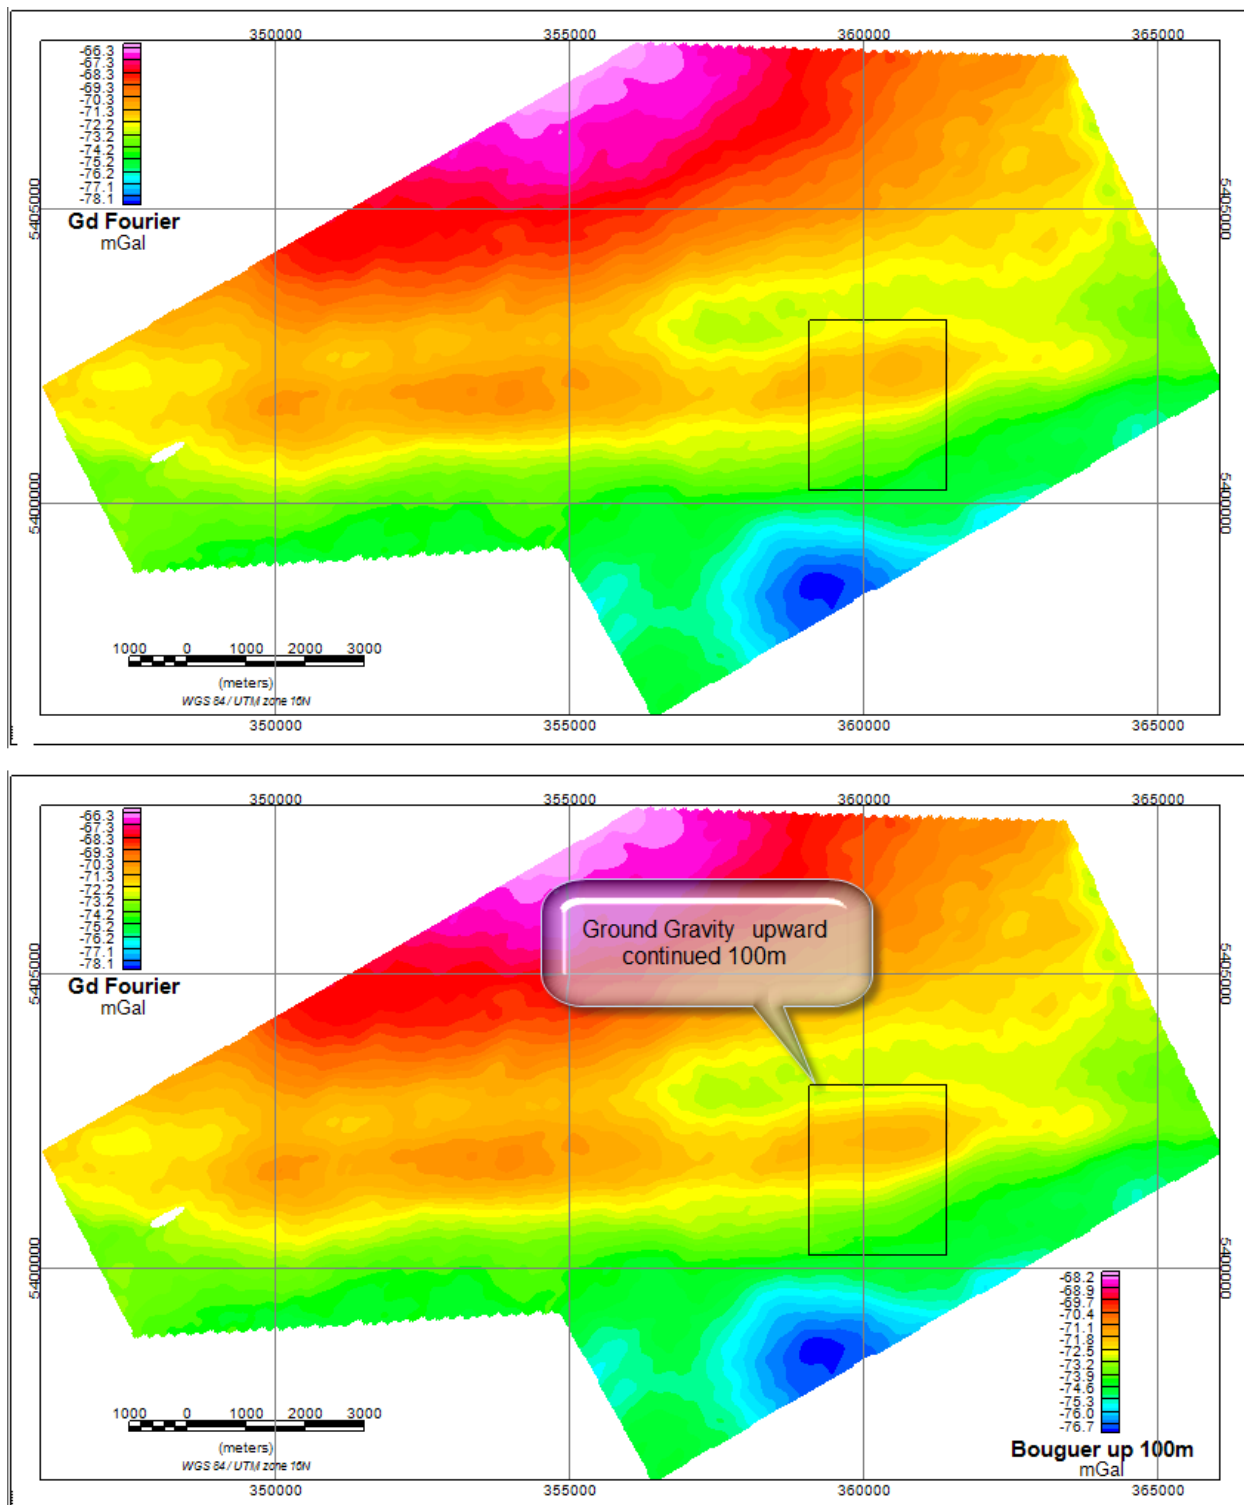 350000 355000 360000 365000
-66.3
-67.3
-68.3
-69.3
-70.3
-71.3
-72.2
-73.2
-74.2
-75.2
-76.2
-77.1
-78.1
Gd Fourier
mGal
5405000 5405000
5400000 5400000
1000 0 1000 2000 3000
(meters)
WGS 84 / UTM zone 16N
350000 355000 360000 365000
350000 355000 360000 365000
-66.3
-67.3
-68.3
-69.3
-70.3
-71.3
-72.2
-73.2
-74.2
-75.2
-76.2
-77.1
-78.1
Gd Fourier
mGal
Ground Gravity upward
continued 100m
5405000 5405000
5400000 5400000
-68.2
-68.9
-69.7
-70.4
-71.1
-71.8
-72.5
-73.2
-73.9
-74.6
-75.3
-76.0
-76.7
Bouguer up 100m
mGal
1000 0 1000 2000 3000
(meters)
WGS 84 / UTM zone 16N
350000 355000 360000 365000